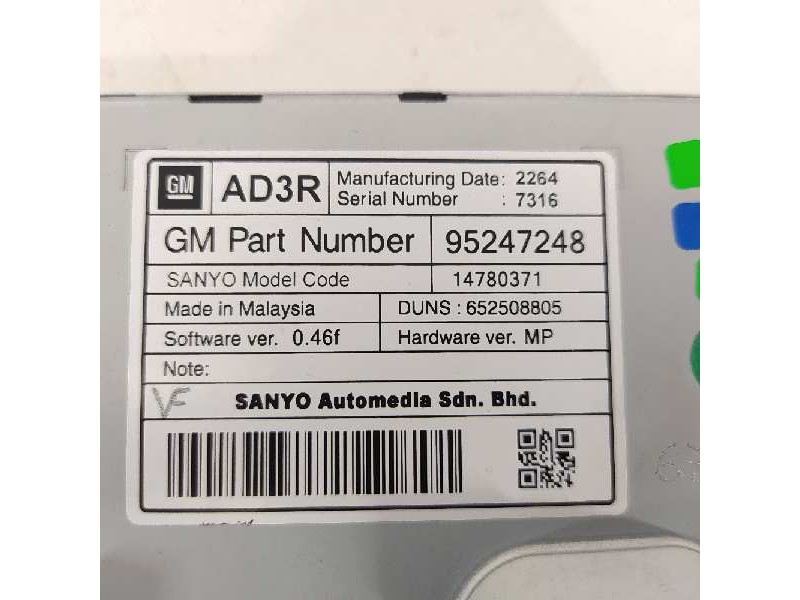 GM AD3R Manufacturing Date: 2264
Serial Number : 7316
GM Part Number 95247248
SANYO Model Code 14780371
Made in Malaysia DUNS : 652508805
Software ver. 0.46f Hardware ver. MP
Note:
VF SANYO Automedia Sdn. Bhd.